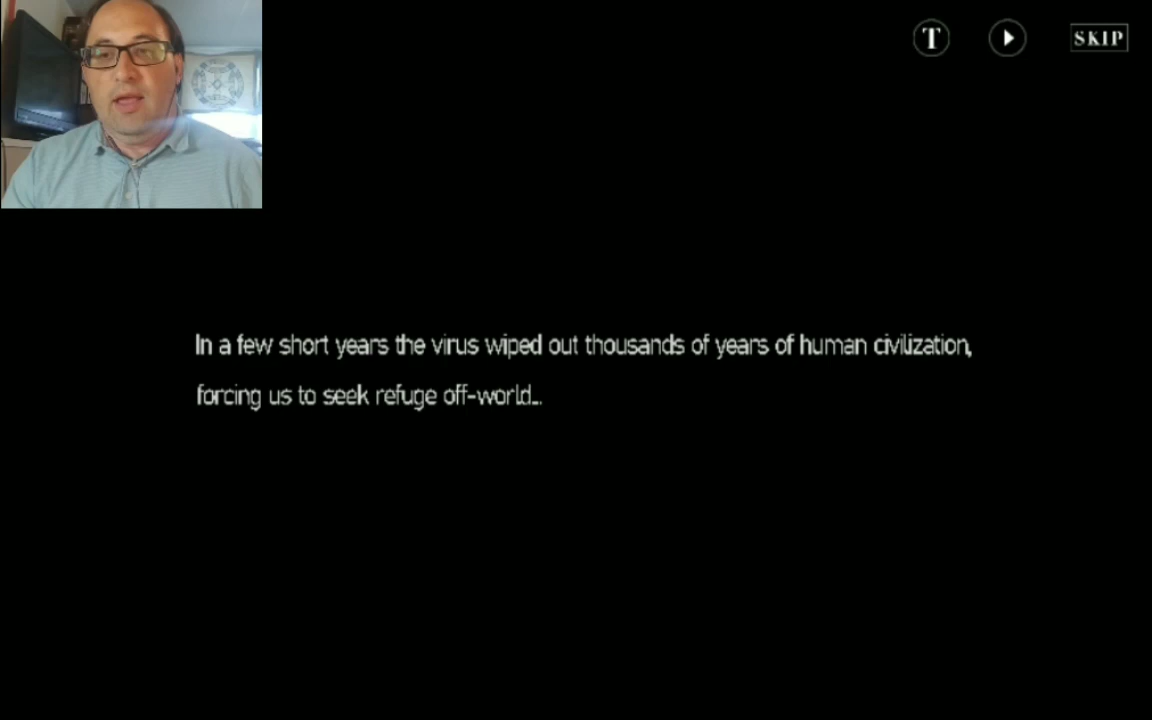 T
SKIP
In a few short years the virus wiped out thousands of years of human civilization,
forcing us to seek refuge off-world...